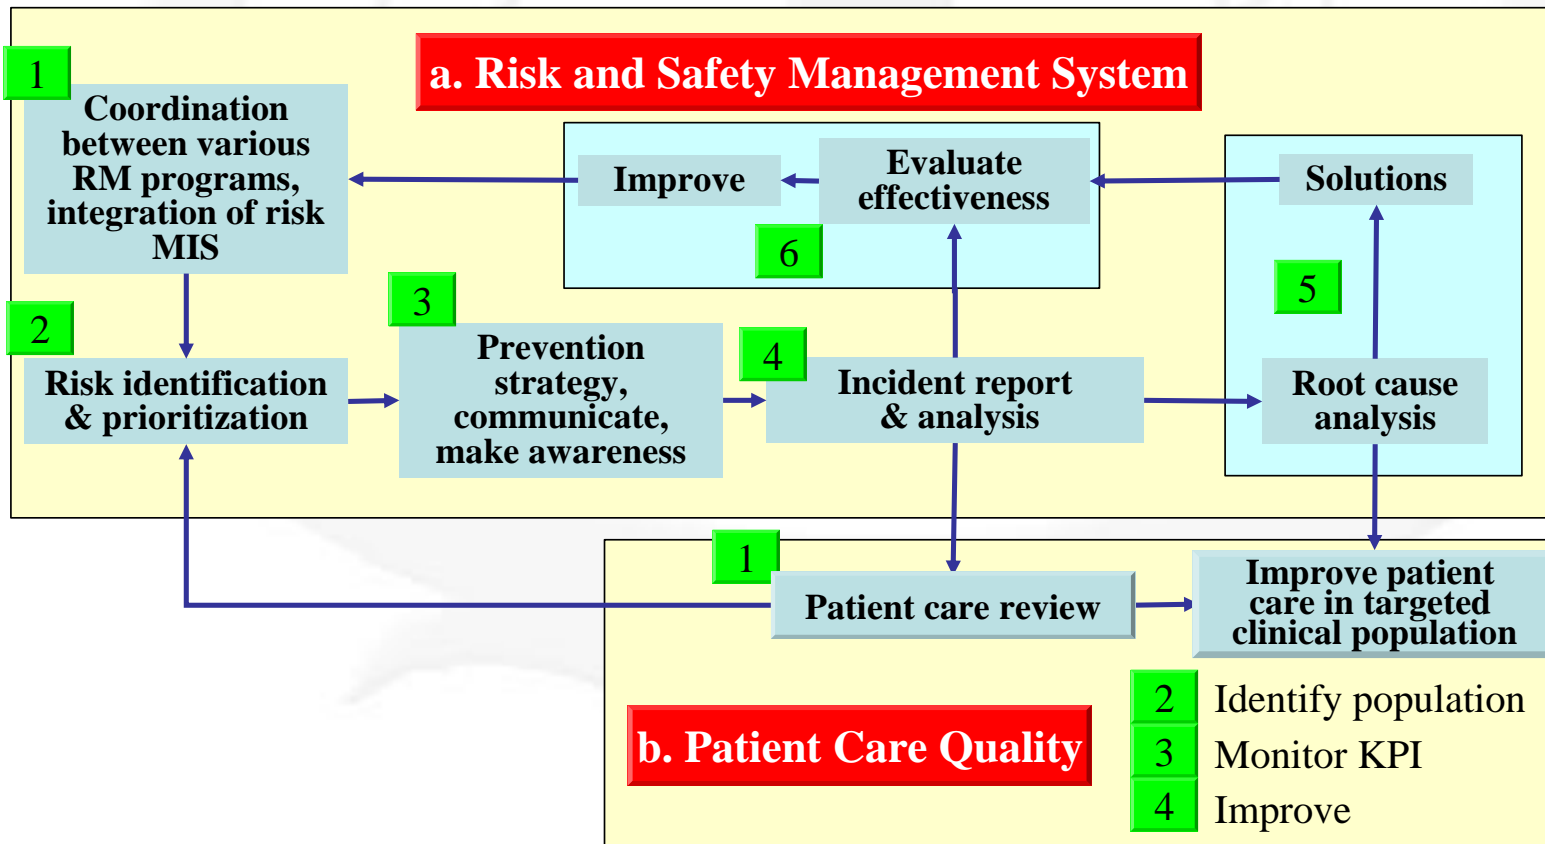 a. Risk and Safety Management System
1
Coordination
between various
RM programs,
integration of risk
MIS
Improve
Evaluate
effectiveness
Solutions
6
5
2
Risk identification
& prioritization
3
Prevention
strategy,
communicate,
make awareness
4
Incident report
& analysis
Root cause
analysis
1
Patient care review
Improve patient
care in targeted
clinical population
b. Patient Care Quality
2 Identify population
3 Monitor KPI
4 Improve